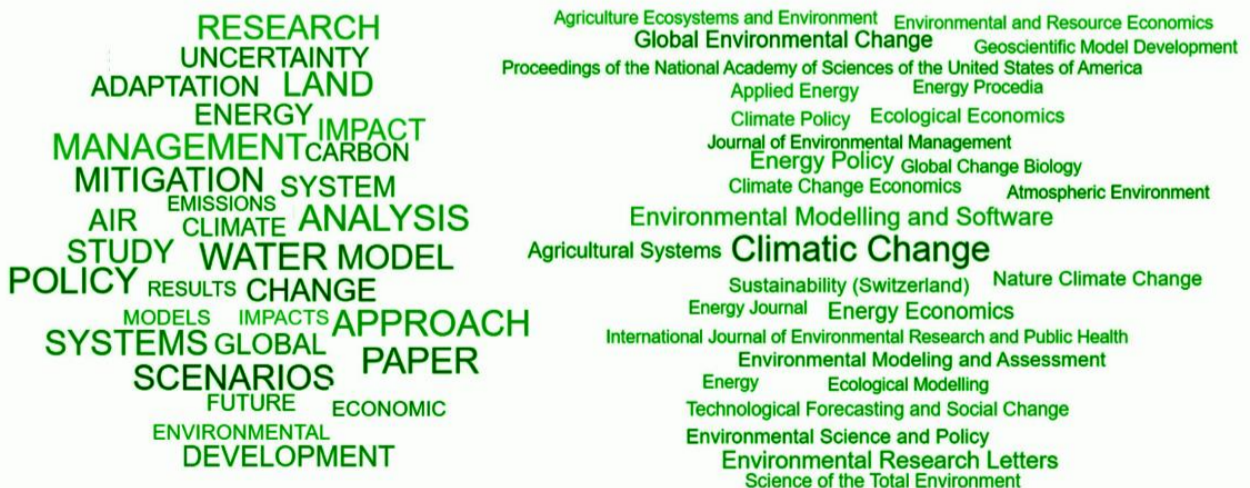 RESEARCH
UNCERTAINTY
ADAPTATION LAND
ENERGY
IMPACT
MANAGEMENT CARBON
MITIGATION SYSTEM
EMISSIONS
AIR CLIMATE ANALYSIS
STUDY WATER MODEL
POLICY RESULTS CHANGE
MODELS IMPACTS APPROACH
SYSTEMS GLOBAL PAPER
SCENARIOS
FUTURE ECONOMIC
ENVIRONMENTAL
DEVELOPMENT
Agriculture Ecosystems and Environment Environmental and Resource Economics
Global Environmental Change Geoscientific Model Development
Proceedings of the National Academy of Sciences of the United States of America
Applied Energy Energy Procedia
Climate Policy Ecological Economics
Journal of Environmental Management
Energy Policy Global Change Biology
Climate Change Economics Atmospheric Environment
Environmental Modelling and Software
Agricultural Systems Climatic Change
Sustainability (Switzerland) Nature Climate Change
Energy Journal Energy Economics
International Journal of Environmental Research and Public Health
Environmental Modeling and Assessment
Energy Ecological Modelling
Technological Forecasting and Social Change
Environmental Science and Policy
Environmental Research Letters
Science of the Total Environment